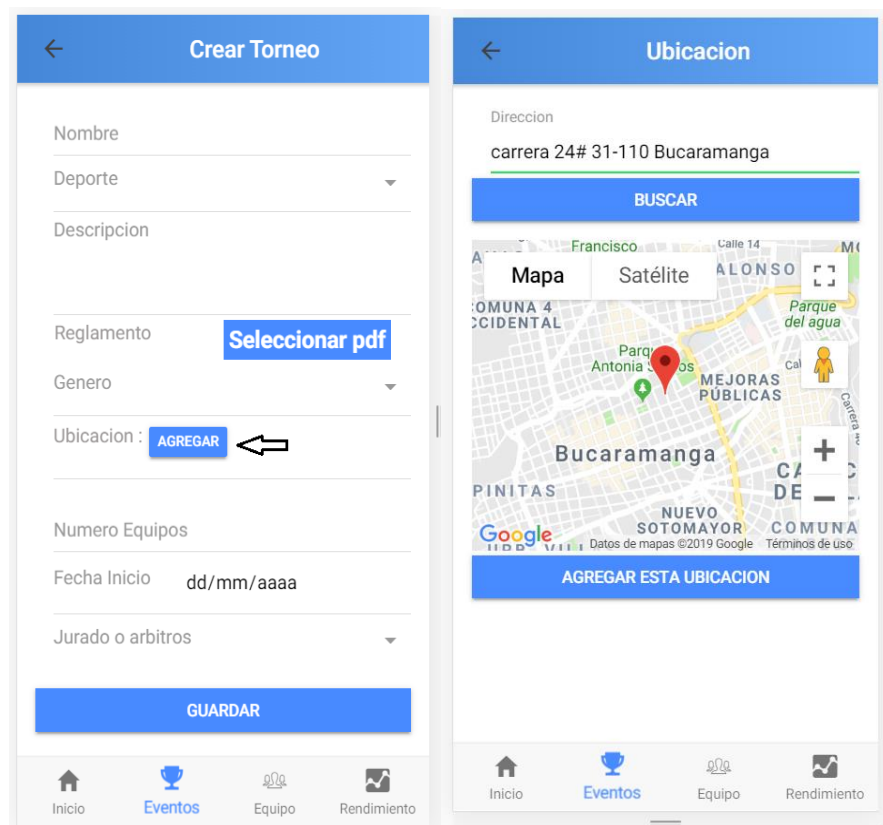 Crear Torneo
Nombre
Deporte
Descripcion
Reglamento
Seleccionar pdf
Genero
Ubicacion :
AGREGAR
Numero Equipos
Fecha Inicio
dd/mm/aaaa
Jurado o arbitros
GUARDAR
Inicio
Eventos
Equipo
Rendimiento
Ubicacion
Direccion
carrera 24# 31-110 Bucaramanga
BUSCAR
Francisco
Calle 14
Mapa
Satélite
ALONSO
COMUNA 4
OCCIDENTAL
Parque
del agua
Antonia
MEJORAS
PÚBLICAS
Bucaramanga
PINITAS
NUEVO
SOTOMAYOR
COMUNA
Google
Datos de mapas ©2019 Google
Términos de uso
AGREGAR ESTA UBICACION
Inicio
Eventos
Equipo
Rendimiento